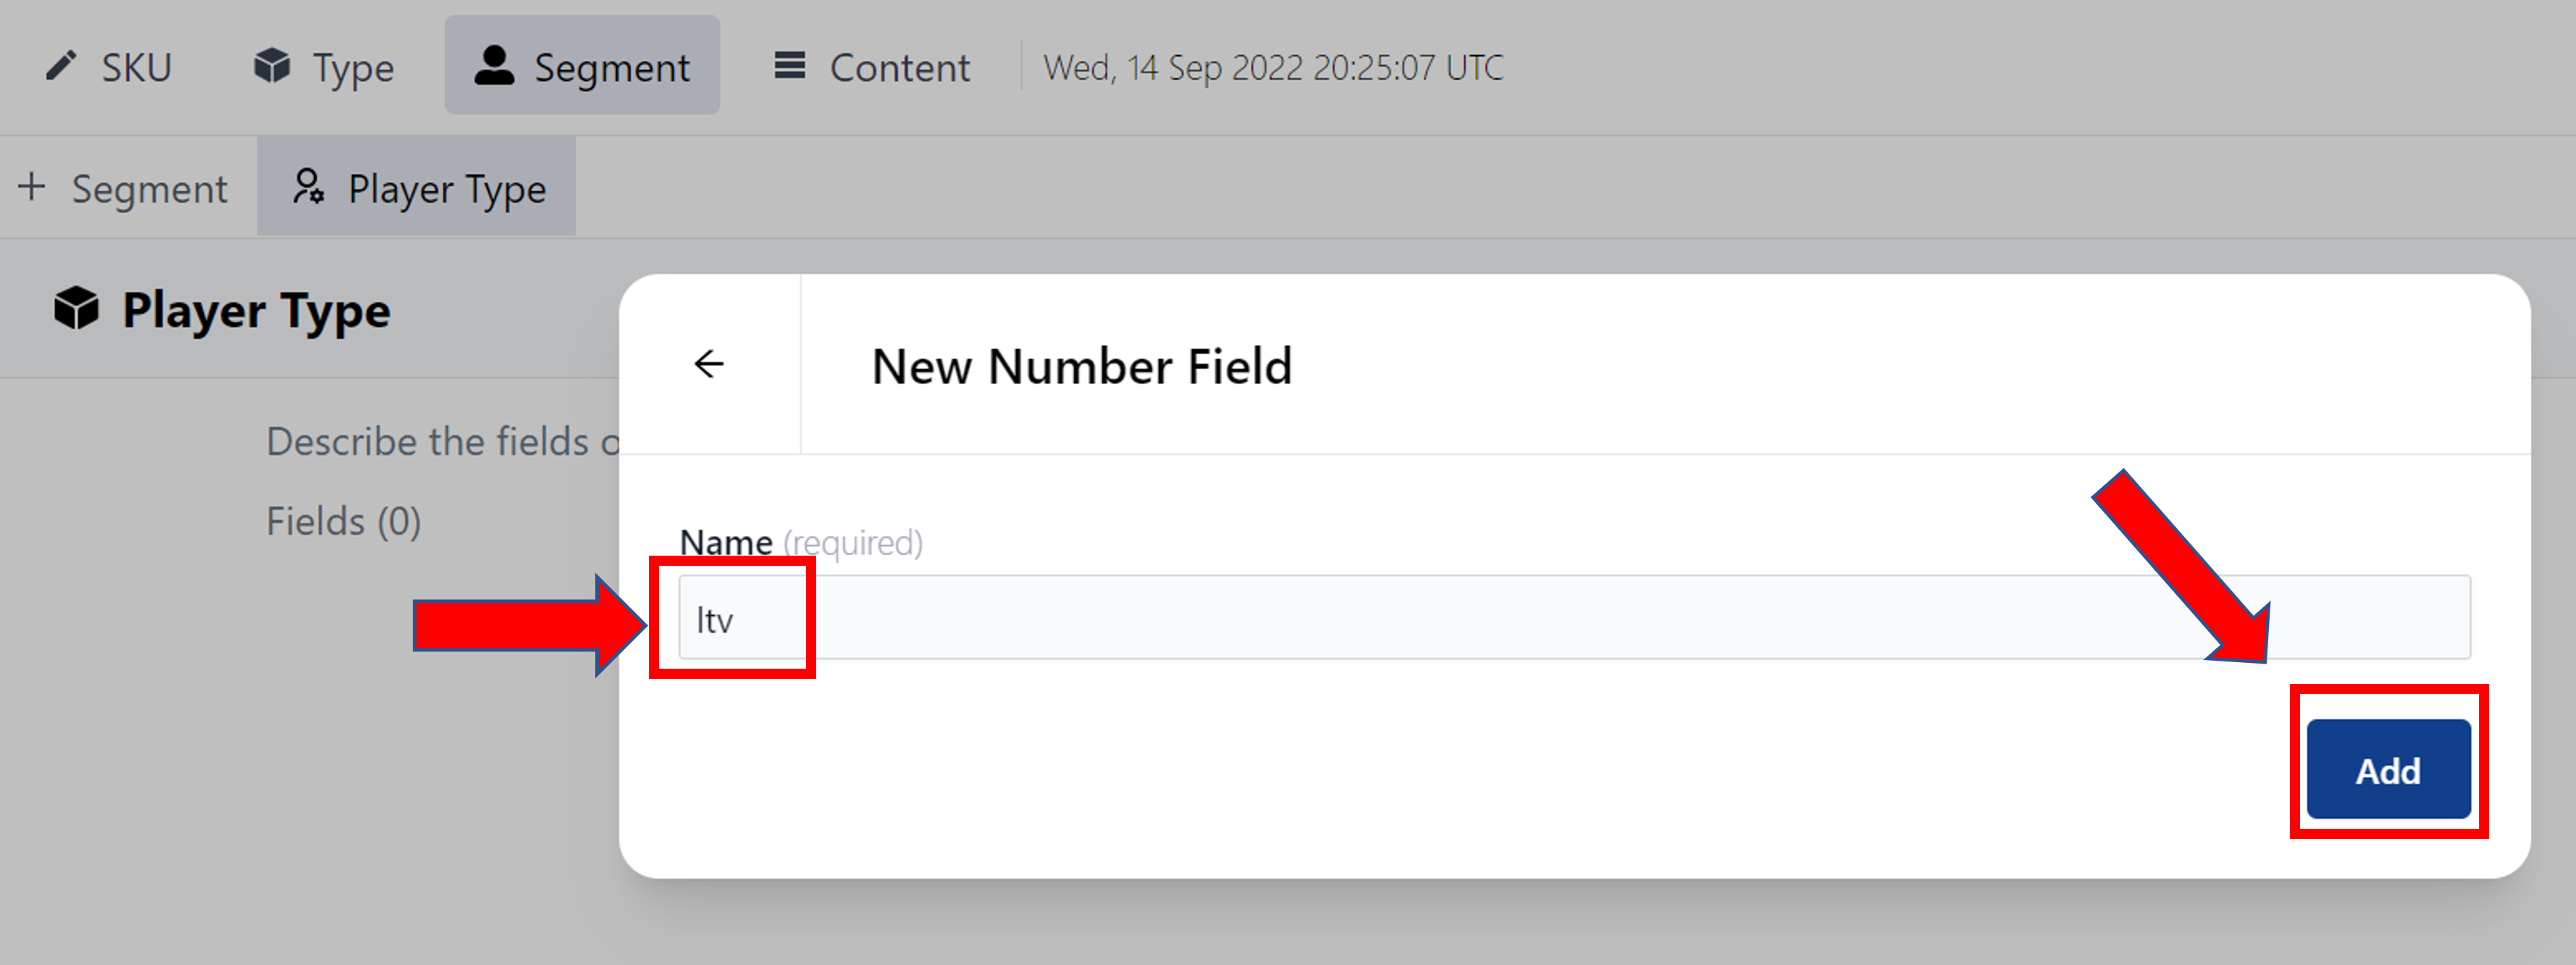 SKU Type Segment Content Wed, 14 Sep 2022 20:25:07 UTC
+ Segment Player Type
Player Type
New Number Field
Describe the fields o
Fields (0)
Name (required)
ltv
Add